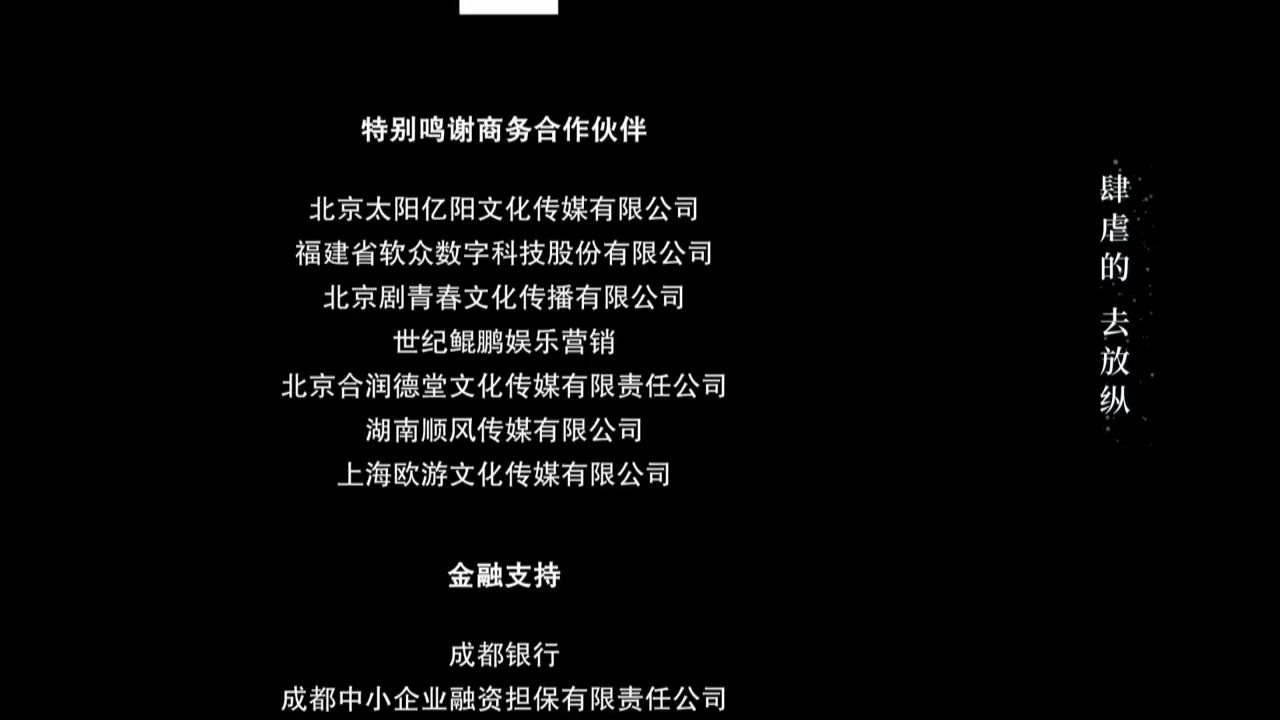 特别鸣谢商务合作伙伴
北京太阳亿阳文化传媒有限公司
福建省软众数字科技股份有限公司
北京剧青春文化传播有限公司
世纪鲲鹏娱乐营销
北京合润德堂文化传媒有限责任公司
湖南顺风传媒有限公司
上海欧游文化传媒有限公司
金融支持
成都银行
成都中小企业融资担保有限责任公司
肆虐的 去放纵